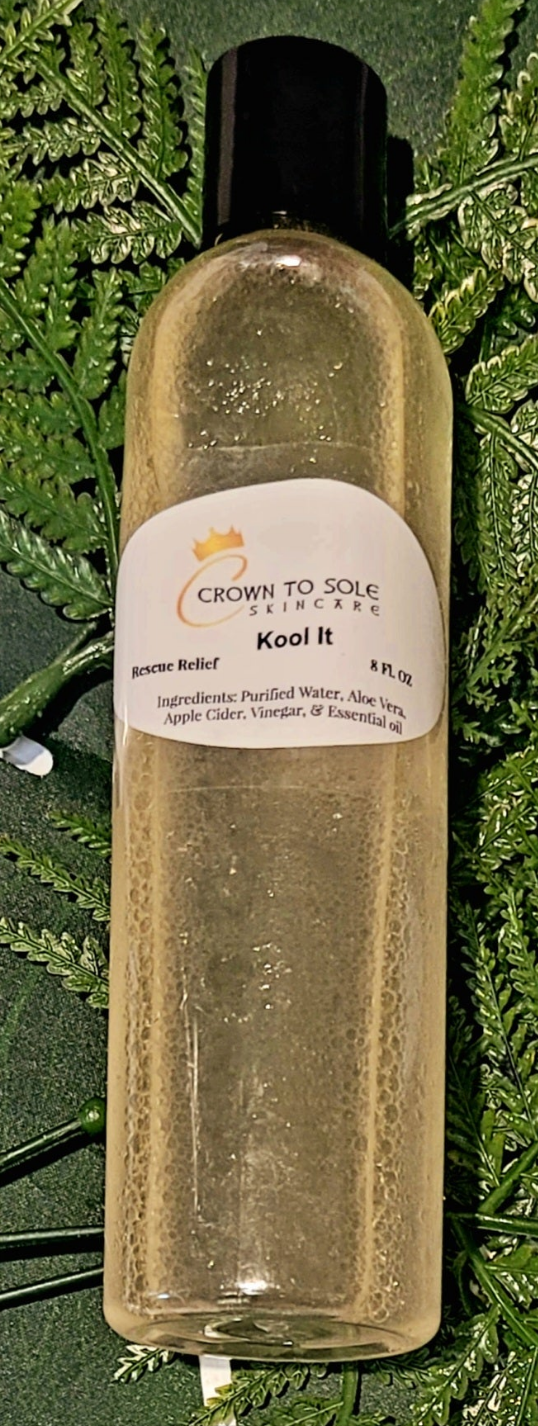 CROWN TO SOLE
SKINCARE
Kool It
Rescue Relief
8 FL OZ
Ingredients: Purified Water, Aloe Vera,
Apple Cider, Vinegar, & Essential oil